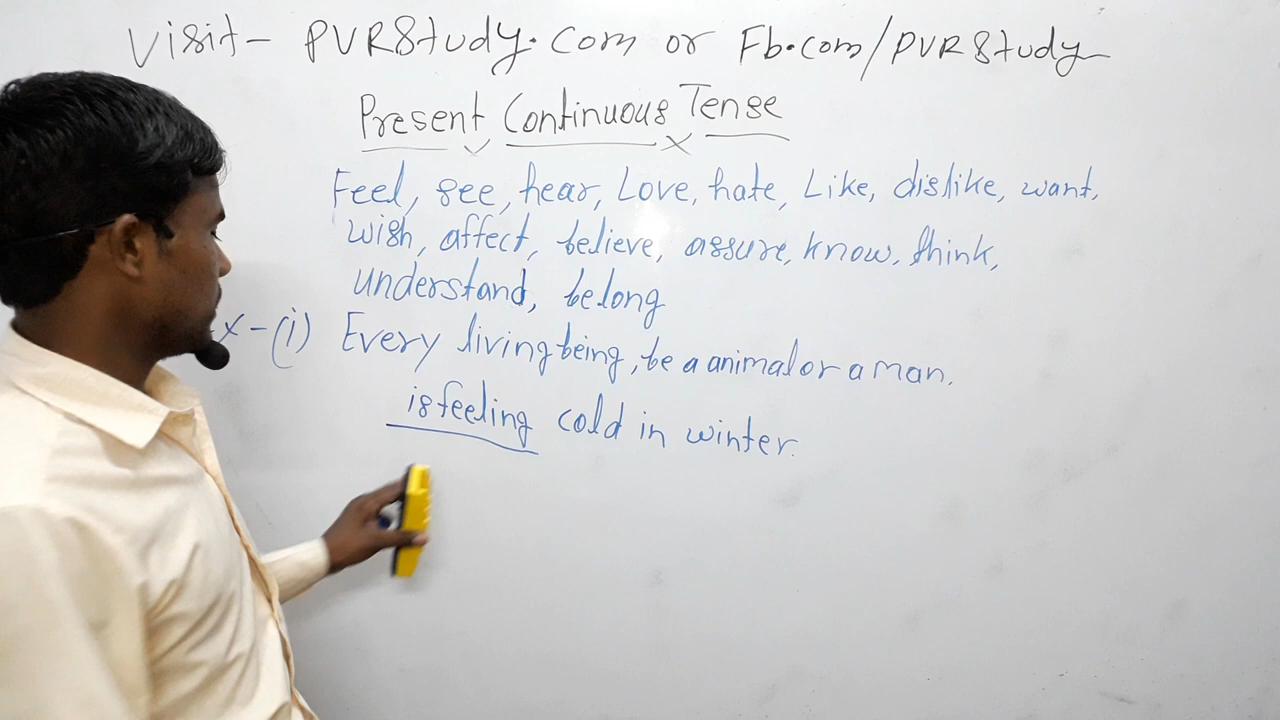 Visit- PVRStudy.Com or Fb.com/PVRStudy
Present Continuous Tense
Feel, see, hear, Love, hate, Like, dislike, want,
wish, affect, believe, assure, know, think,
understand, belong
x-(i) Every living being, be a animal or a man.
is feeling cold in winter.